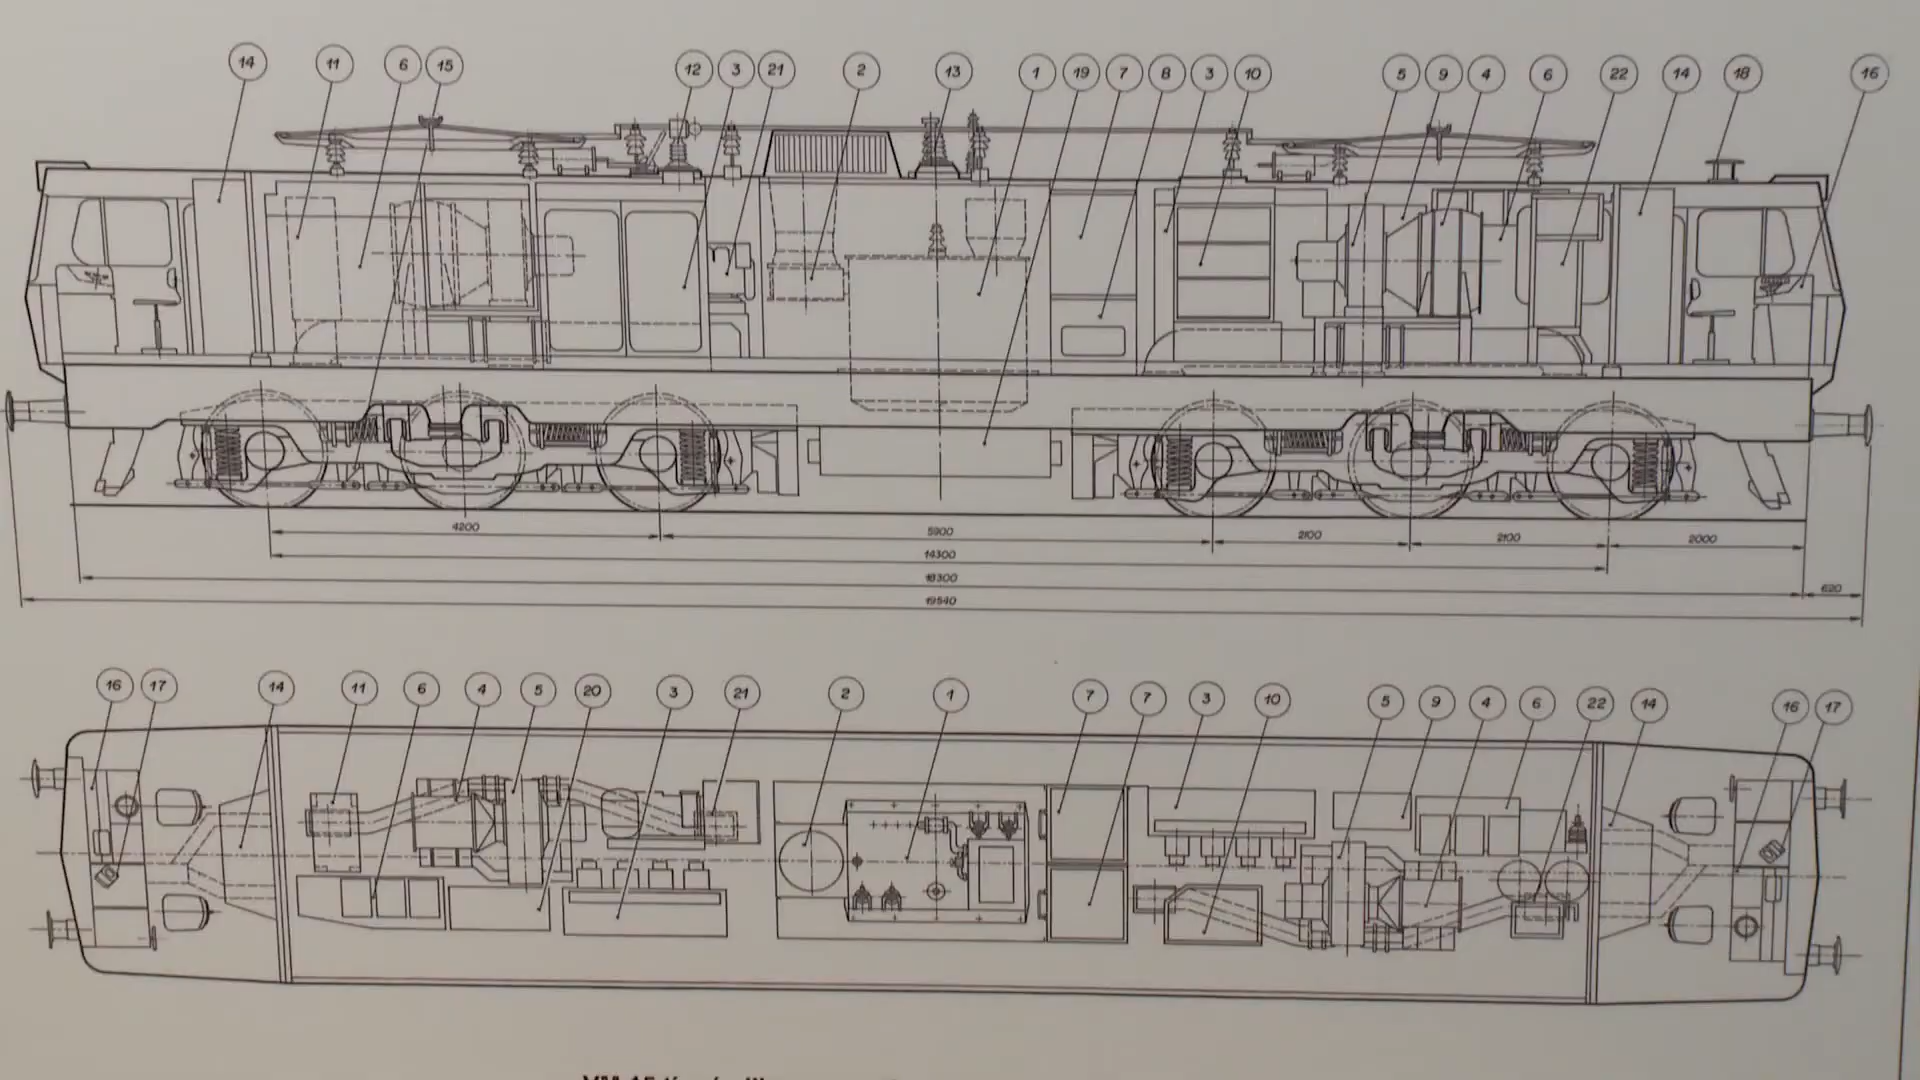 14 11 6 15 12 3 21 2 13 1 19 7 8 3 10 5 9 4 6 22 14 18 16
4200 5900 2100 2100 2000
14300
18300 620
19540
16 17 14 11 6 4 5 20 3 21 2 1 7 7 3 10 5 9 4 6 22 14 16 17